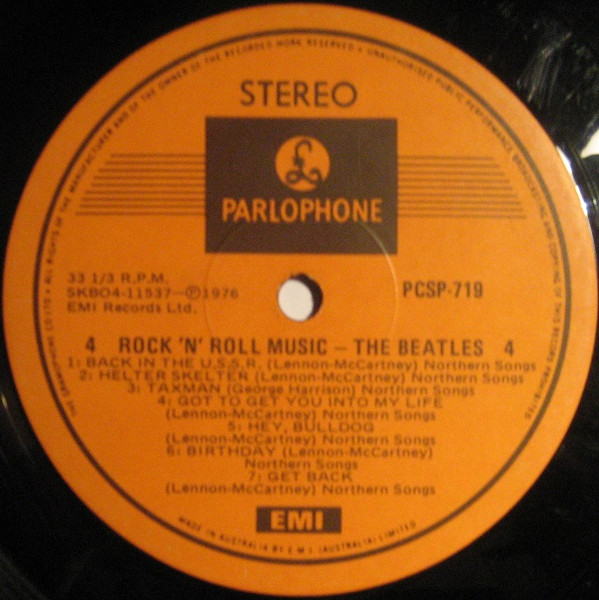 THE GRAMOPHONE CO LTD. ALL RIGHTS OF THE MANUFACTURER AND OF THE OWNER OF THE RECORDED WORK RESERVED • UNAUTHORISED PUBLIC PERFORMANCE, BROADCASTING AND COPYING OF THIS RECORD PROHIBITED
STEREO
£
PARLOPHONE
33 1/3 R.P.M.
SKBO4-11537-Ⓟ1976 PCSP-719
EMI Records Ltd.
4 ROCK 'N' ROLL MUSIC – THE BEATLES 4
1: BACK IN THE U.S.S.R. (Lennon-McCartney) Northern Songs
2: HELTER SKELTER (Lennon-McCartney) Northern Songs
3: TAXMAN (George Harrison) Northern Songs
4: GOT TO GET YOU INTO MY LIFE
(Lennon-McCartney) Northern Songs
5: HEY, BULLDOG
(Lennon-McCartney) Northern Songs
6: BIRTHDAY (Lennon-McCartney)
Northern Songs
7: GET BACK
(Lennon-McCartney) Northern Songs
EMI
MADE IN AUSTRALIA BY E M I (AUSTRALIA) LIMITED